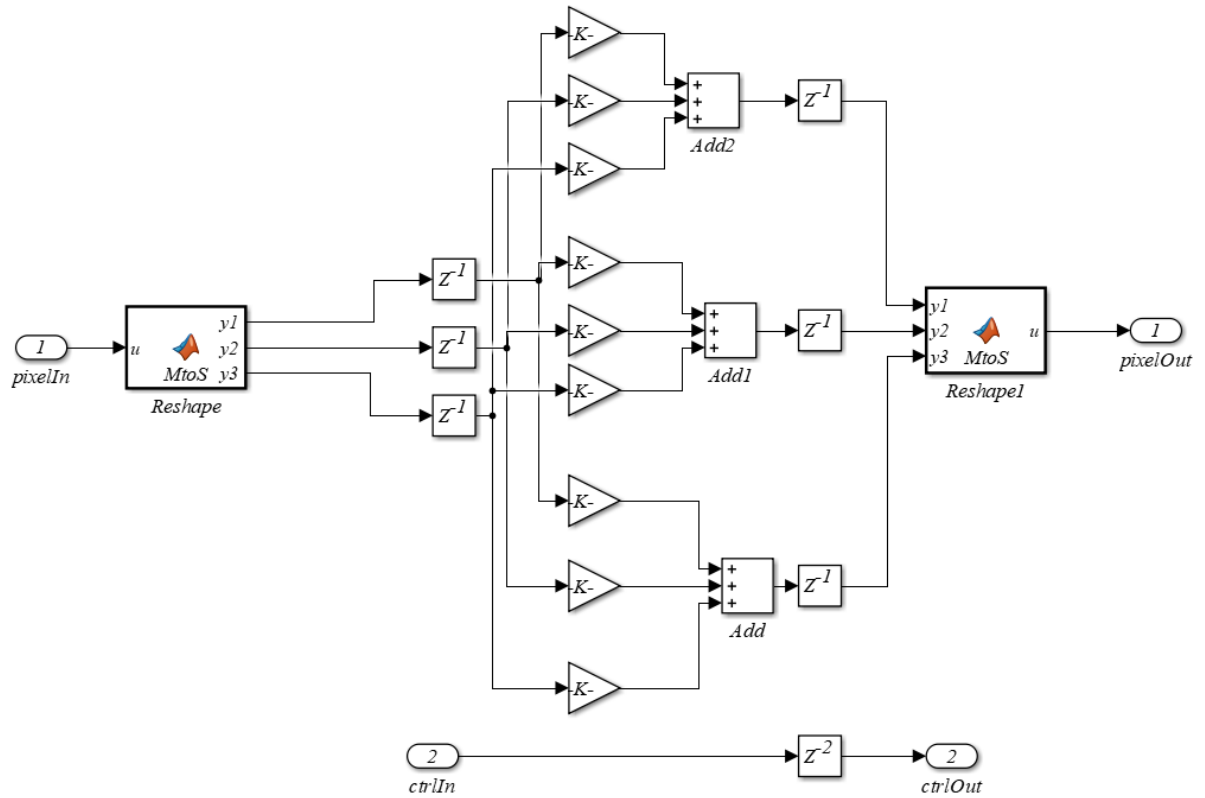 -K-
-K-
-K-
+
+
+
Add2
Z-1
1
pixelIn
u
MtoS
y1
y2
y3
Reshape
Z-1
Z-1
Z-1
-K-
-K-
-K-
+
+
+
Add1
Z-1
y1
y2
y3
MtoS
u
Reshape1
1
pixelOut
-K-
-K-
-K-
+
+
+
Add
Z-1
2
ctrlIn
Z-2
2
ctrlOut